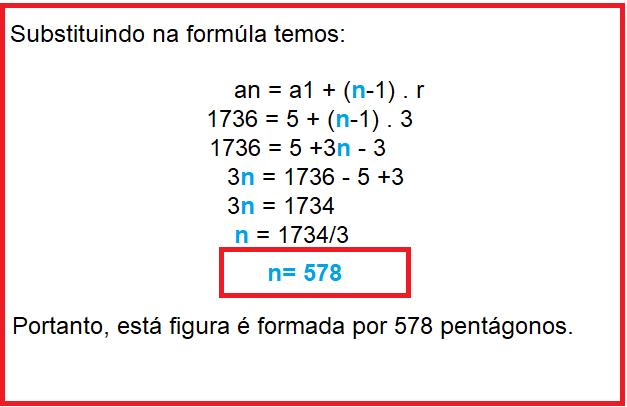 Substituindo na formúla temos:
an = a1 + (n-1) . r
1736 = 5 + (n-1) . 3
1736 = 5 +3n - 3
3n = 1736 - 5 +3
3n = 1734
n = 1734/3
n= 578
Portanto, está figura é formada por 578 pentágonos.